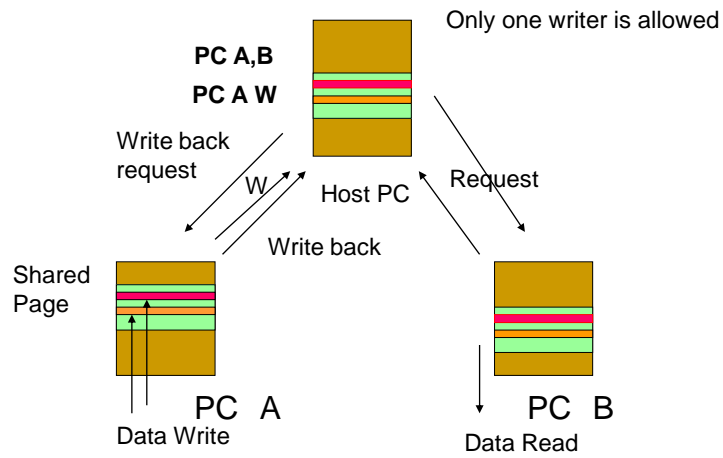 Only one writer is allowed
PC A,B
PC A W
Write back
request
W
Host PC
Request
Write back
Shared
Page
PC A
PC B
Data Write
Data Read